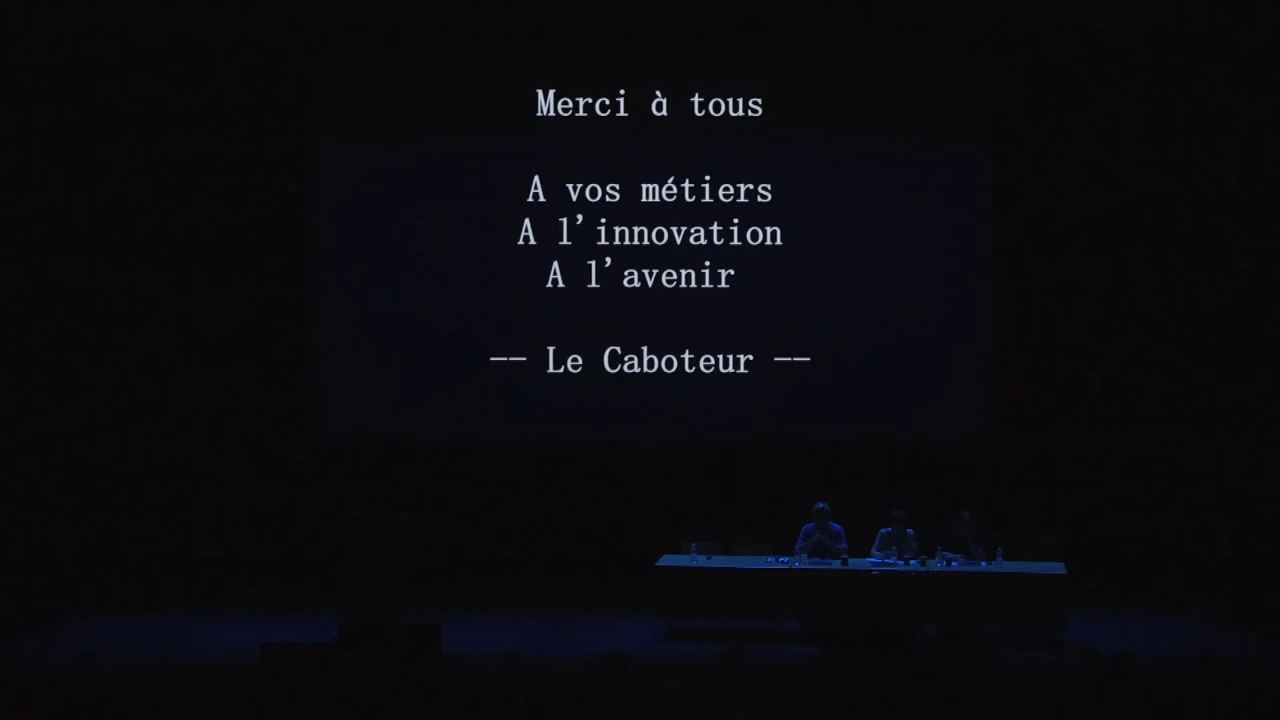 Merci à tous
A vos métiers
A l'innovation
A l'avenir
-- Le Caboteur --